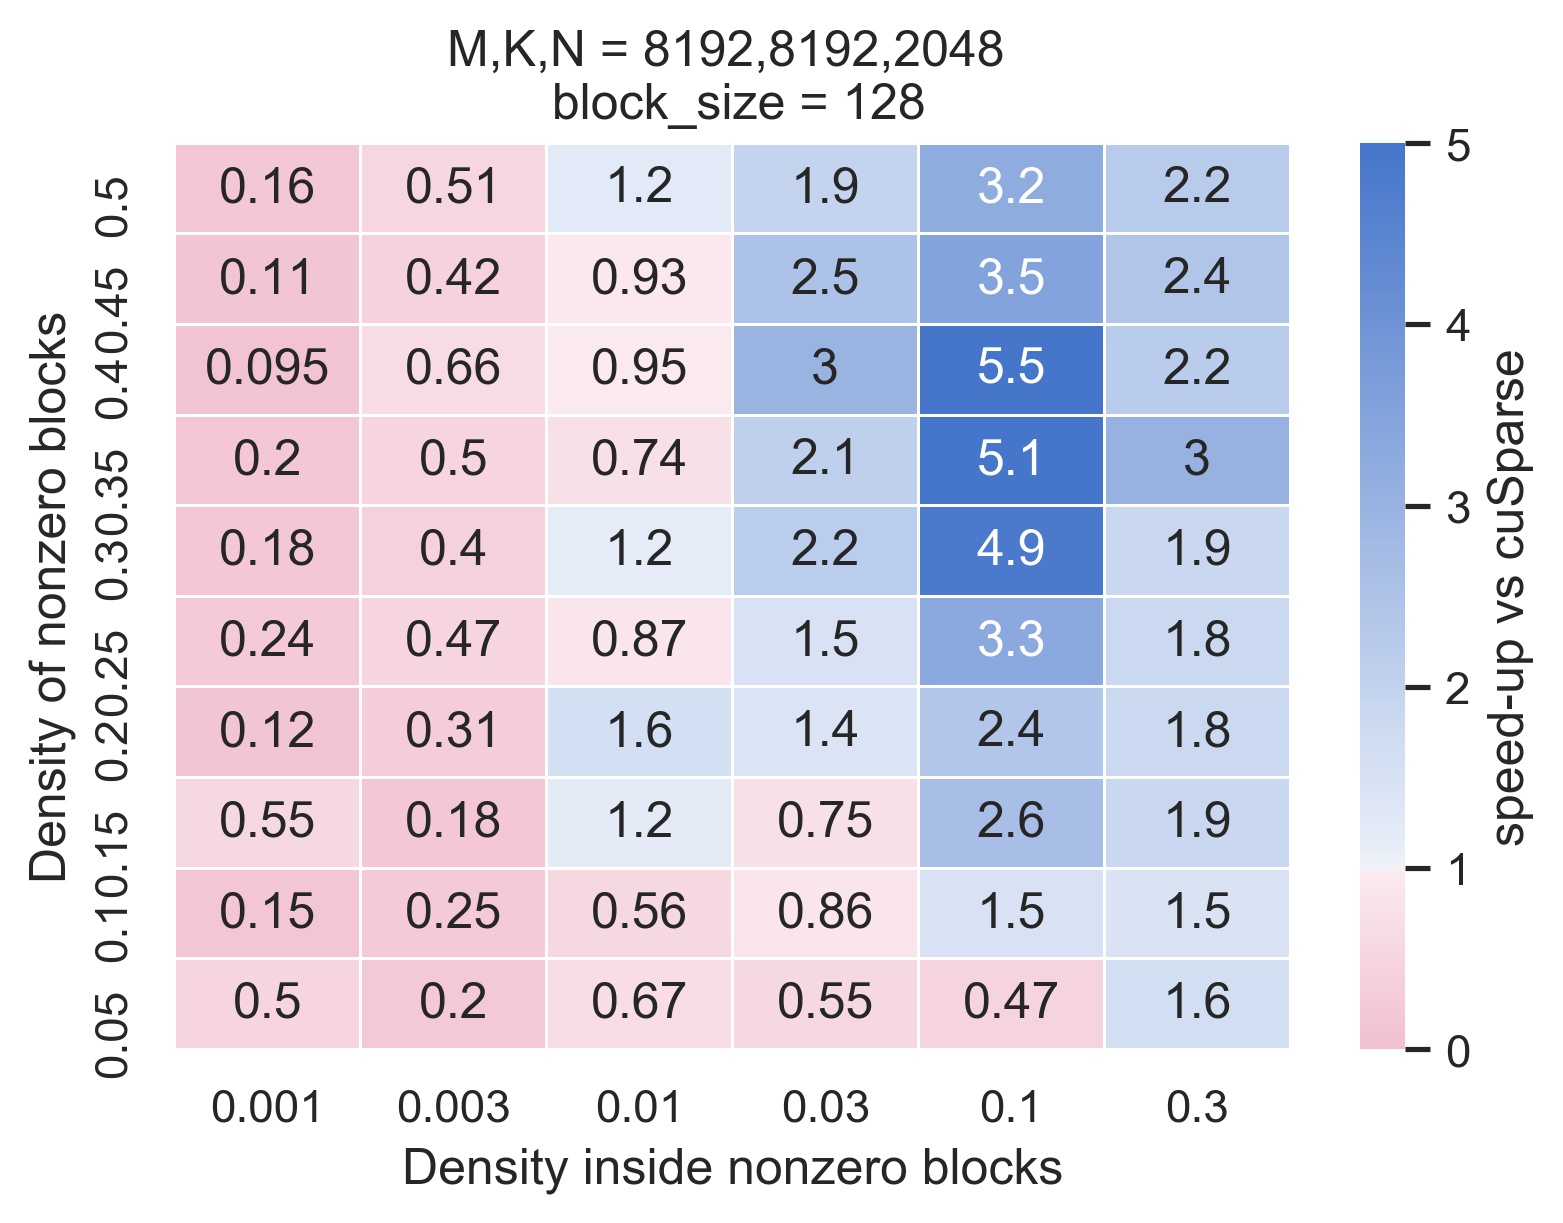 M,K,N = 8192,8192,2048
block_size = 128
Density of nonzero blocks
0.5 0.16 0.51 1.2 1.9 3.2 2.2
0.45 0.11 0.42 0.93 2.5 3.5 2.4
0.4 0.095 0.66 0.95 3 5.5 2.2
0.35 0.2 0.5 0.74 2.1 5.1 3
0.3 0.18 0.4 1.2 2.2 4.9 1.9
0.25 0.24 0.47 0.87 1.5 3.3 1.8
0.2 0.12 0.31 1.6 1.4 2.4 1.8
0.15 0.55 0.18 1.2 0.75 2.6 1.9
0.1 0.15 0.25 0.56 0.86 1.5 1.5
0.05 0.5 0.2 0.67 0.55 0.47 1.6
0.001 0.003 0.01 0.03 0.1 0.3
Density inside nonzero blocks
5
4
3
2
1
0
speed-up vs cuSparse